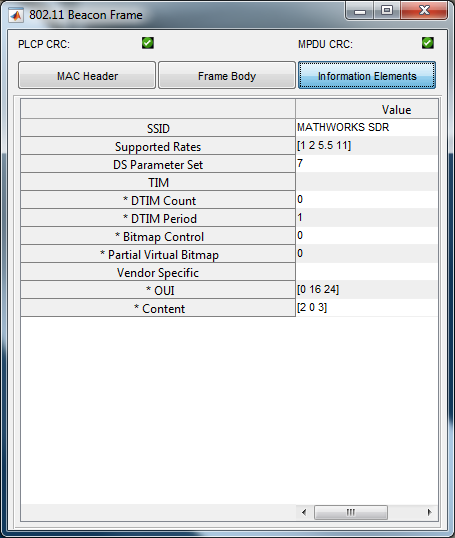 802.11 Beacon Frame
PLCP CRC: MPDU CRC:
MAC Header Frame Body Information Elements
Value
SSID MATHWORKS SDR
Supported Rates [1 2 5.5 11]
DS Parameter Set 7
TIM
* DTIM Count 0
* DTIM Period 1
* Bitmap Control 0
* Partial Virtual Bitmap 0
Vendor Specific
* OUI [0 16 24]
* Content [2 0 3]